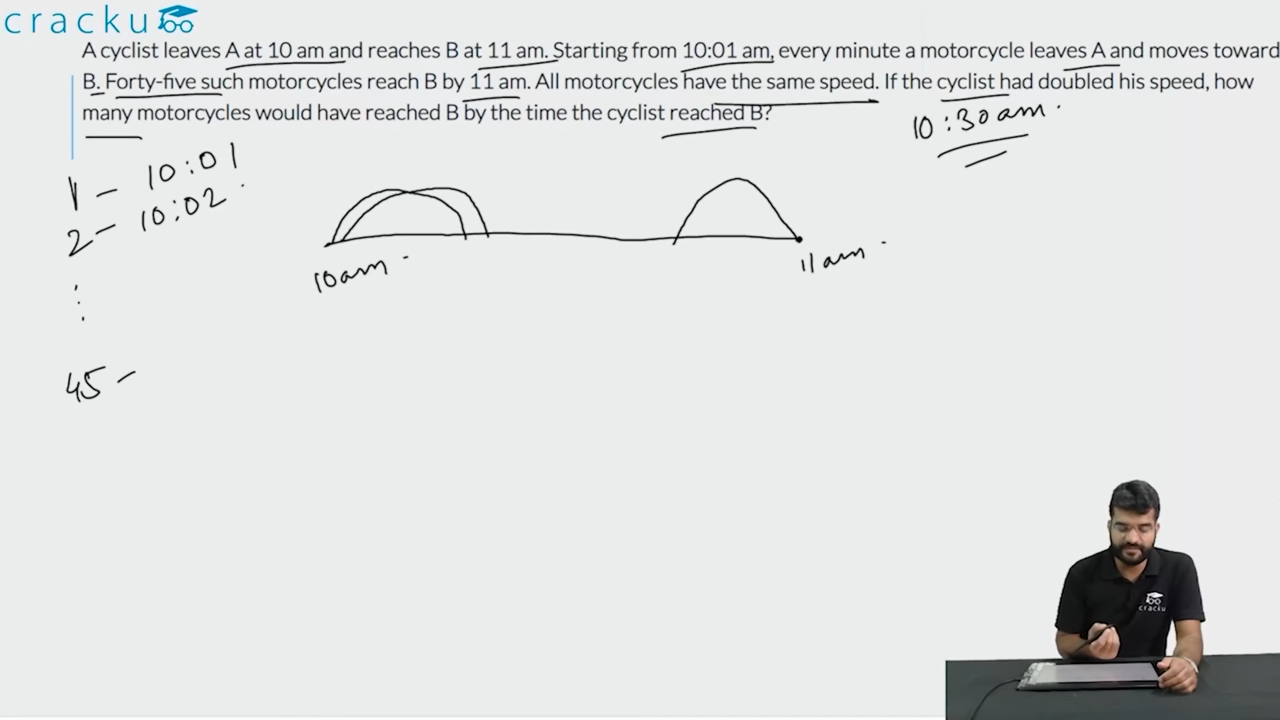 cracku
A cyclist leaves A at 10 am and reaches B at 11 am. Starting from 10:01 am, every minute a motorcycle leaves A and moves toward
B. Forty-five such motorcycles reach B by 11 am. All motorcycles have the same speed. If the cyclist had doubled his speed, how
many motorcycles would have reached B by the time the cyclist reached B?
10:30am.
1 - 10:01
2 - 10:02
45 -
10am
11am
cracku